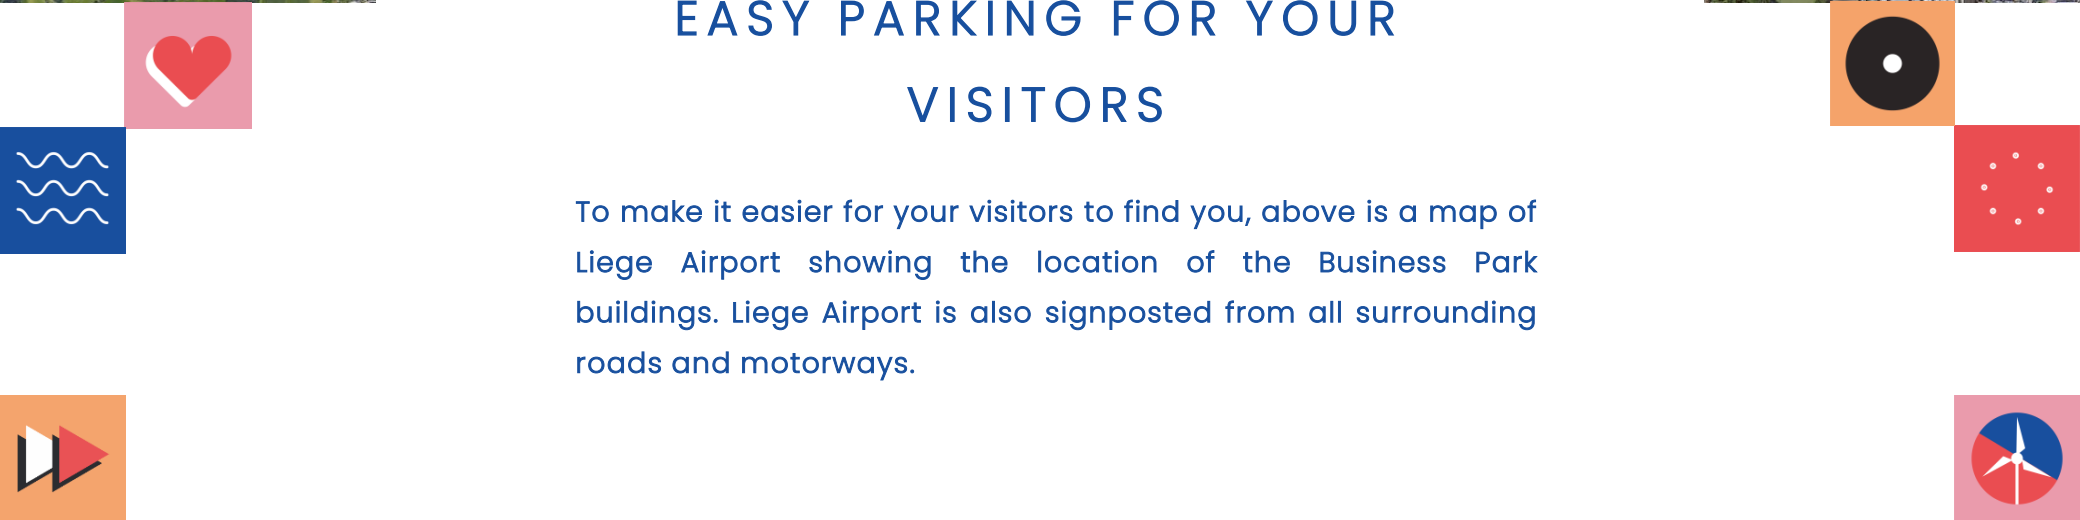 EASY PARKING FOR YOUR
VISITORS
To make it easier for your visitors to find you, above is a map of
Liege Airport showing the location of the Business Park
buildings. Liege Airport is also signposted from all surrounding
roads and motorways.